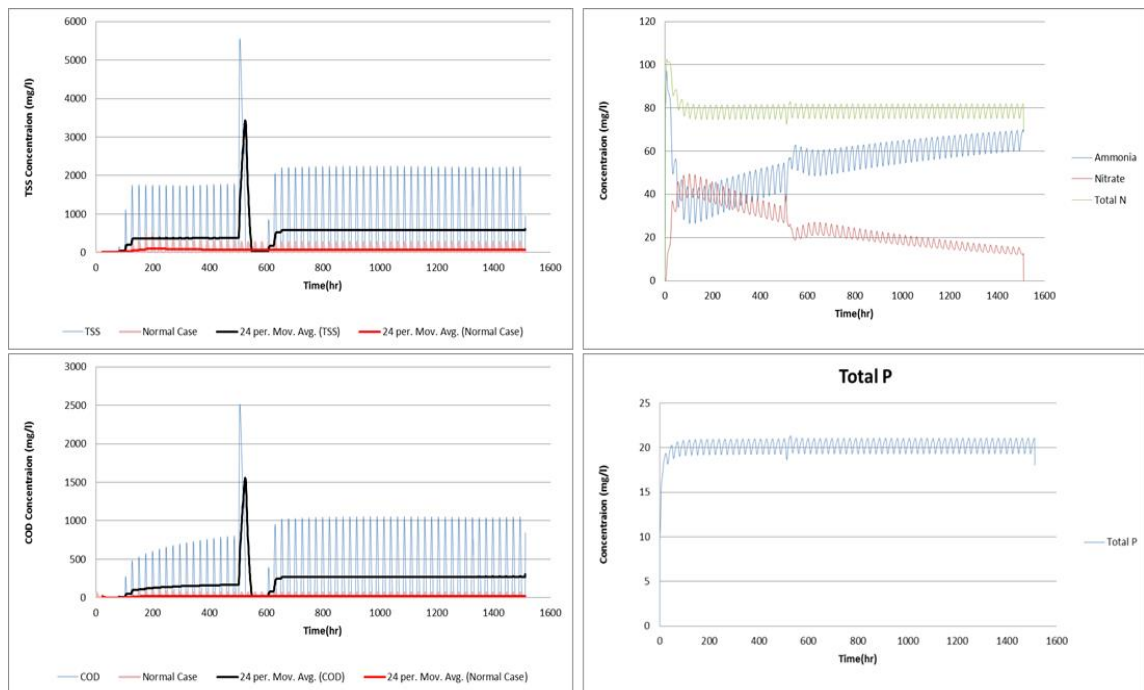 6000
5000
4000
3000
2000
1000
0
TSS Concentraion (mg/l)
0 200 400 600 800 1000 1200 1400 1600
Time(hr)
TSS Normal Case 24 per. Mov. Avg. (TSS) 24 per. Mov. Avg. (Normal Case)
120
100
80
60
40
20
0
Concentraion (mg/l)
0 200 400 600 800 1000 1200 1400 1600
Time(hr)
Ammonia
Nitrate
Total N
3000
2500
2000
1500
1000
500
0
COD Concentraion (mg/l)
0 200 400 600 800 1000 1200 1400 1600
Time(hr)
COD Normal Case 24 per. Mov. Avg. (COD) 24 per. Mov. Avg. (Normal Case)
Total P
25
20
15
10
5
0
Concentraion (mg/l)
0 200 400 600 800 1000 1200 1400 1600
Time(hr)
Total P